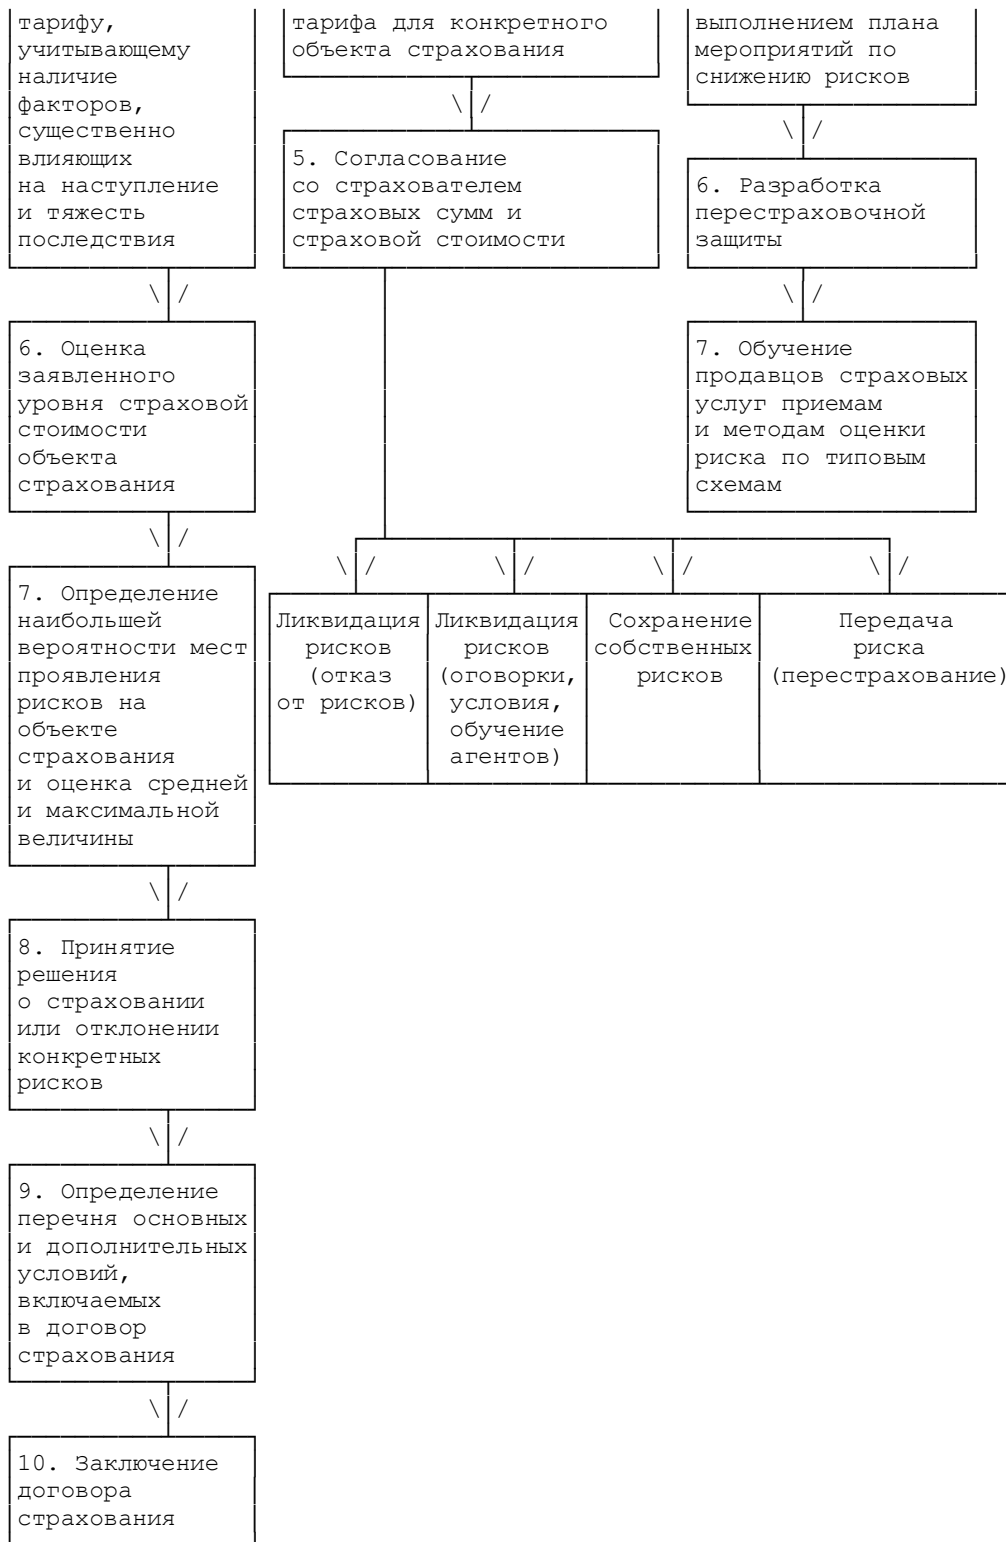 тарифу,
учитывающему
наличие
факторов,
существенно
влияющих
на наступление
и тяжесть
последствия
6. Оценка
заявленного
уровня страховой
стоимости
объекта
страхования
7. Определение
наибольшей
вероятности мест
проявления
рисков на
объекте
страхования
и оценка средней
и максимальной
величины
8. Принятие
решения
о страховании
или отклонении
конкретных
рисков
9. Определение
перечня основных
и дополнительных
условий,
включаемых
в договор
страхования
10. Заключение
договора
страхования
тарифа для конкретного
объекта страхования
5. Согласование
со страхователем
страховых сумм и
страховой стоимости
Ликвидация
рисков
(отказ
от рисков)
Ликвидация
рисков
(оговорки,
условия,
обучение
агентов)
Сохранение
собственных
рисков
Передача
риска
(перестрахование)
выполнением плана
мероприятий по
снижению рисков
6. Разработка
перестраховочной
защиты
7. Обучение
продавцов страховых
услуг приемам
и методам оценки
риска по типовым
схемам